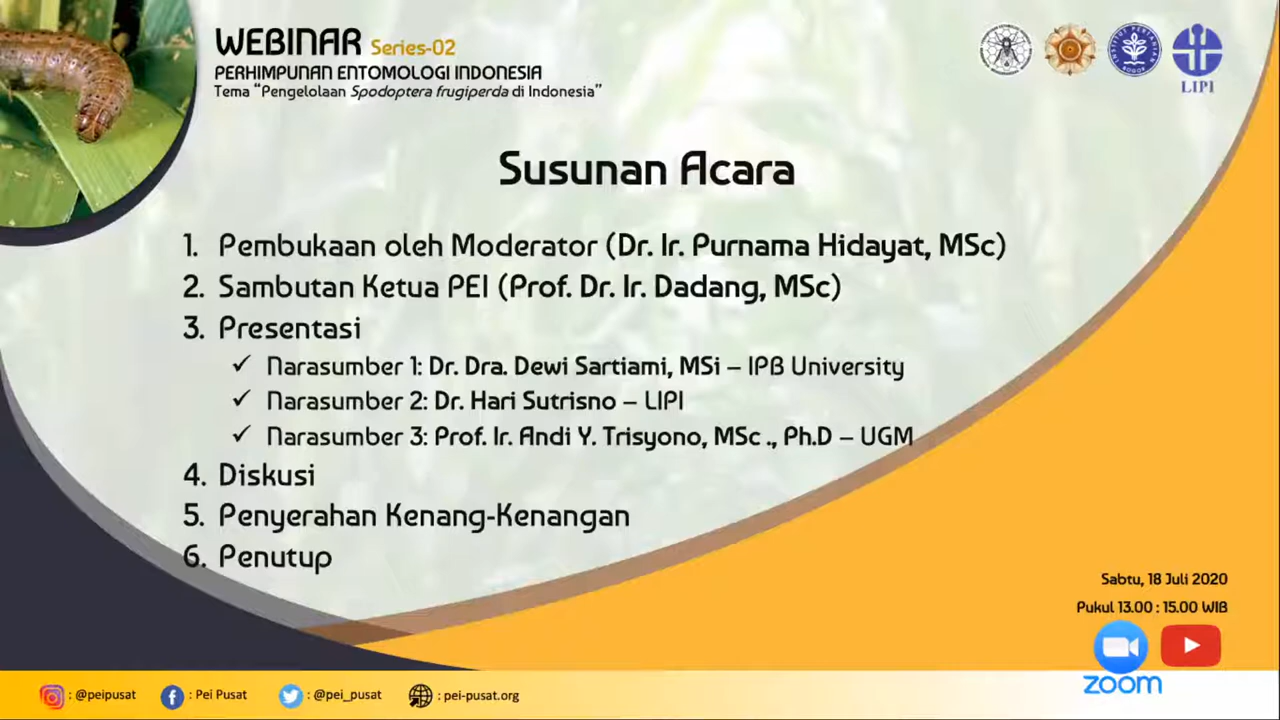 WEBINAR Series-02
PERHIMPUNAN ENTOMOLOGI INDONESIA
Tema “Pengelolaan Spodoptera frugiperda di Indonesia”
INSTITUT PERTANIAN
BOGOR
LIPI
Susunan Acara
1. Pembukaan oleh Moderator (Dr. Ir. Purnama Hidayat, MSc)
2. Sambutan Ketua PEI (Prof. Dr. Ir. Dadang, MSc)
3. Presentasi
✓ Narasumber 1: Dr. Dra. Dewi Sartiami, MSi – IPB University
✓ Narasumber 2: Dr. Hari Sutrisno – LIPI
✓ Narasumber 3: Prof. Ir. Andi Y. Trisyono, MSc ., Ph.D – UGM
4. Diskusi
5. Penyerahan Kenang-Kenangan
6. Penutup
Sabtu, 18 Juli 2020
Pukul 13.00 : 15.00 WIB
zoom
: @peipusat : Pei Pusat : @pei_pusat : pei-pusat.org